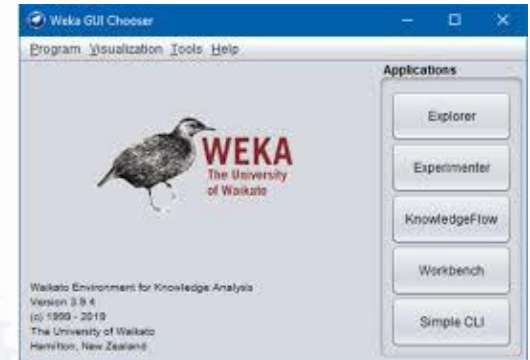 Weka GUI Chooser
Program Visualization Tools Help
Applications
WEKA
The University
of Waikato
Explorer
Experimenter
KnowledgeFlow
Workbench
Simple CLI
Waikato Environment for Knowledge Analysis
Version 3.9.4
(c) 1999 - 2019
The University of Waikato
Hamilton, New Zealand